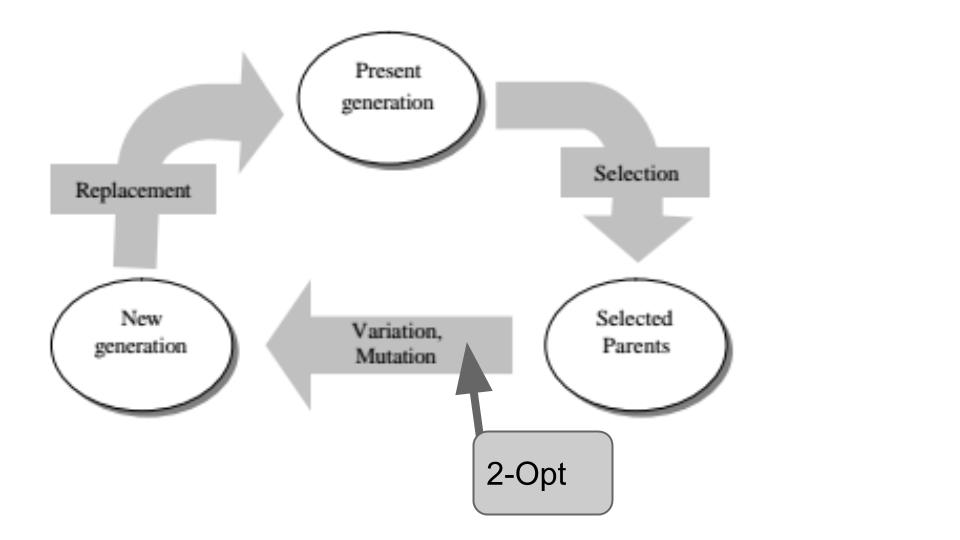 Present
generation
Selection
Replacement
New
generation
Variation,
Mutation
Selected
Parents
2-Opt